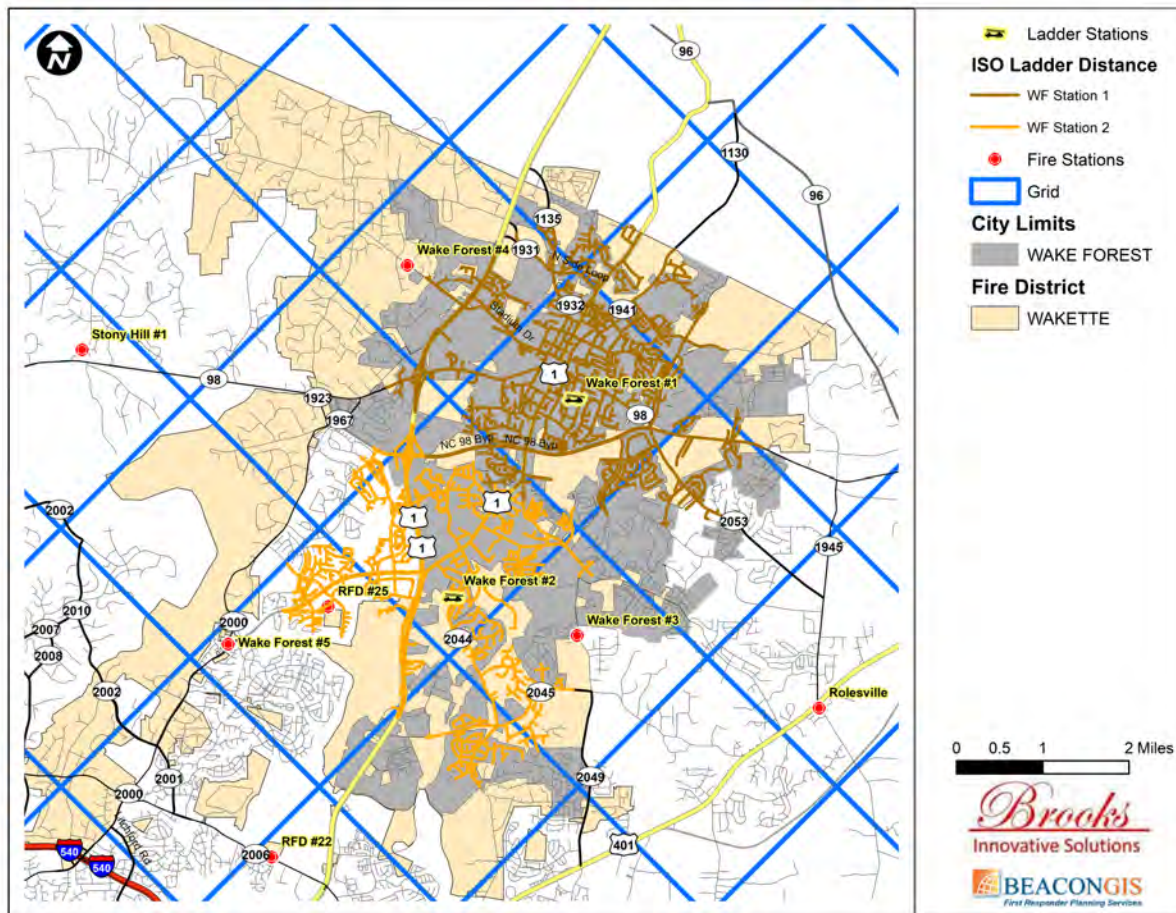 N
96
1130
96
1135
1931
Wake Forest #4
N Side Loop
1932
1941
Stadium Dr
Stony Hill #1
1
Wake Forest #1
98
1923
98
1967
NC 98 Byp
NC 98 Byp
2002
1
1
2053
1
1945
Wake Forest #2
RFD #25
2010
2000
Wake Forest #3
2007
Wake Forest #5
2044
2008
2002
2045
Rolesville
2001
2049
2000
401
540
2006
RFD #22
540
Ladder Stations
ISO Ladder Distance
WF Station 1
WF Station 2
Fire Stations
Grid
City Limits
WAKE FOREST
Fire District
WAKETTE
0 0.5 1 2 Miles
Brooks
Innovative Solutions
BEACONGIS
First Responder Planning Services